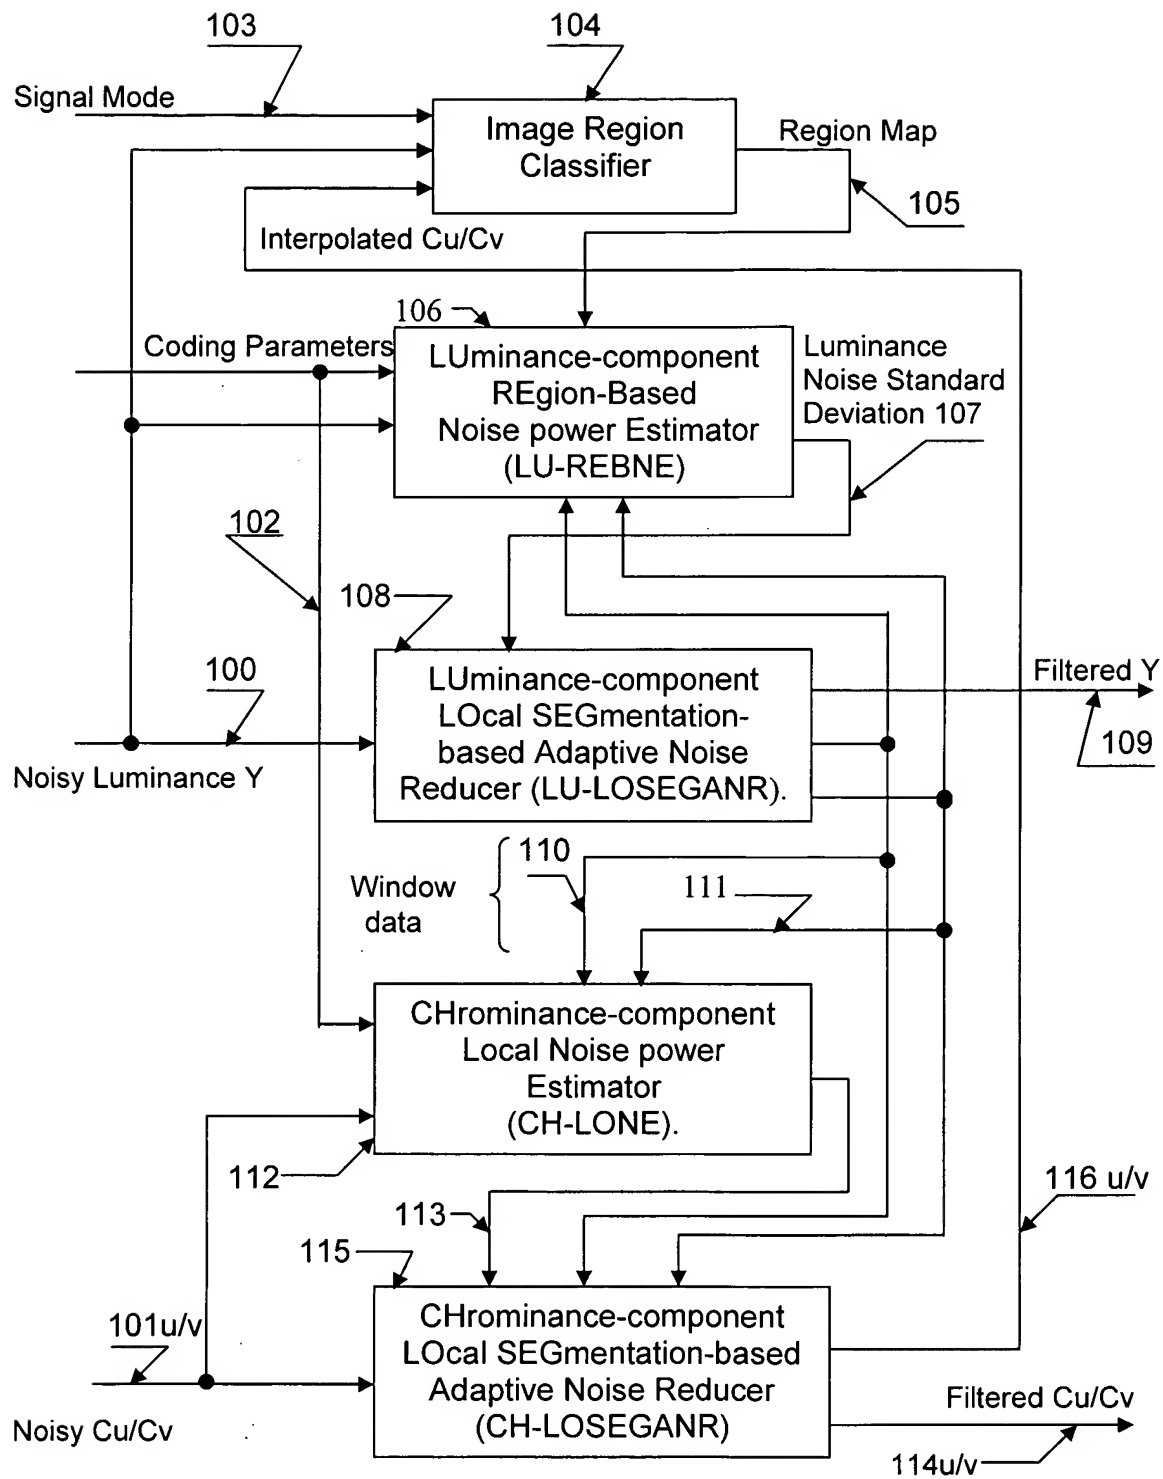 103
104
Signal Mode
Image Region
Classifier
Region Map
105
Interpolated Cu/Cv
106
Coding Parameters
LUminance-component
REgion-Based
Noise power Estimator
(LU-REBNE)
Luminance
Noise Standard
Deviation 107
102
108
100
Noisy Luminance Y
LUminance-component
LOcal SEGmentation-
based Adaptive Noise
Reducer (LU-LOSEGANR).
Filtered Y
109
Window
data
110
111
CHrominance-component
Local Noise power
Estimator
(CH-LONE).
112
113
116 u/v
115
101u/v
Noisy Cu/Cv
CHrominance-component
LOcal SEGmentation-based
Adaptive Noise Reducer
(CH-LOSEGANR)
Filtered Cu/Cv
114u/v